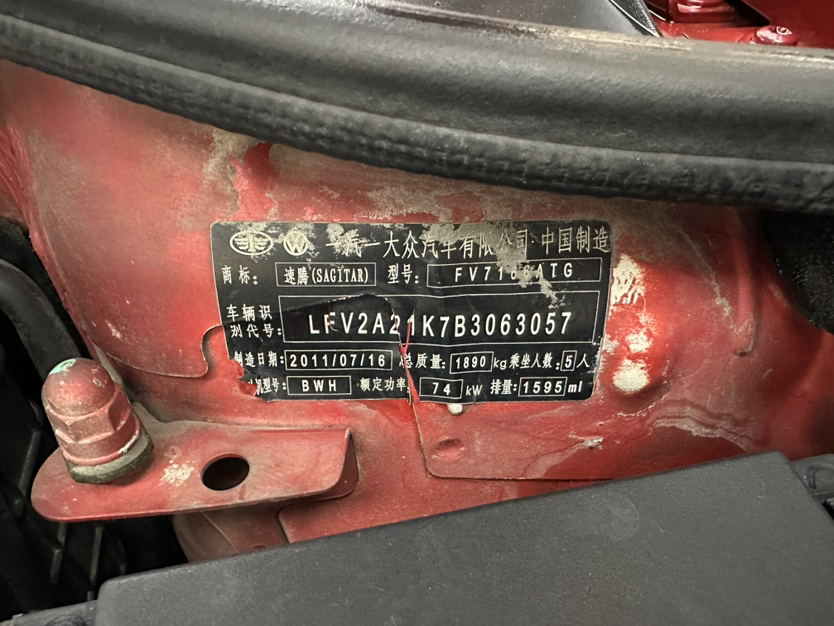 一汽一大众汽车有限公司·中国制造
商标: 速腾(SAGITAR) 型号:
车辆识
别代号: LFV2A21K7B3063057
制造日期: 2011/07/16 总质量: 1890 kg 乘坐人数: 5 人
机型号: BWH 额定功率 74 kW 排量: 1595 ml